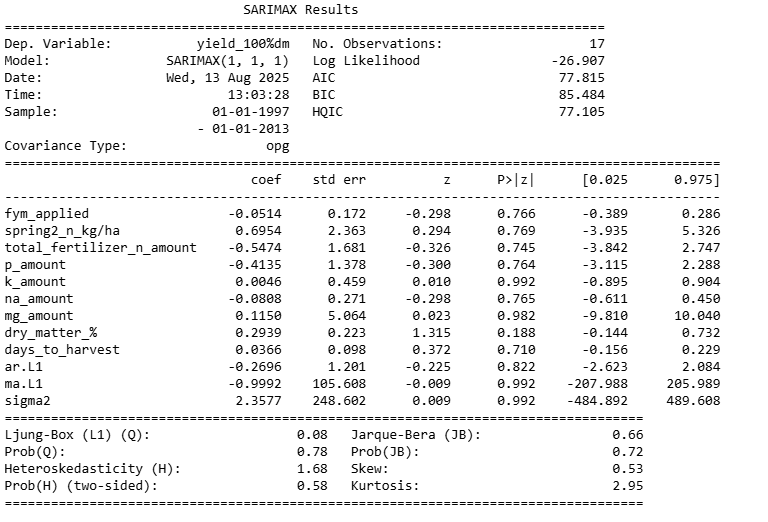 SARIMAX Results
==============================================================================
Dep. Variable: yield_100%dm No. Observations: 17
Model: SARIMAX(1, 1, 1) Log Likelihood -26.907
Date: Wed, 13 Aug 2025 AIC 77.815
Time: 13:03:28 BIC 85.484
Sample: 01-01-1997 HQIC 77.105
- 01-01-2013
Covariance Type: opg
=============================================================================================
coef std err z P>|z| [0.025 0.975]
---------------------------------------------------------------------------------------------
fym_applied -0.0514 0.172 -0.298 0.766 -0.389 0.286
spring2_n_kg/ha 0.6954 2.363 0.294 0.769 -3.935 5.326
total_fertilizer_n_amount -0.5474 1.681 -0.326 0.745 -3.842 2.747
p_amount -0.4135 1.378 -0.300 0.764 -3.115 2.288
k_amount 0.0046 0.459 0.010 0.992 -0.895 0.904
na_amount -0.0808 0.271 -0.298 0.765 -0.611 0.450
mg_amount 0.1150 5.064 0.023 0.982 -9.810 10.040
dry_matter_% 0.2939 0.223 1.315 0.188 -0.144 0.732
days_to_harvest 0.0366 0.098 0.372 0.710 -0.156 0.229
ar.L1 -0.2696 1.201 -0.225 0.822 -2.623 2.084
ma.L1 -0.9992 105.608 -0.009 0.992 -207.988 205.989
sigma2 2.3577 248.602 0.009 0.992 -484.892 489.608
===================================================================================
Ljung-Box (L1) (Q): 0.08 Jarque-Bera (JB): 0.66
Prob(Q): 0.78 Prob(JB): 0.72
Heteroskedasticity (H): 1.68 Skew: 0.53
Prob(H) (two-sided): 0.58 Kurtosis: 2.95
===================================================================================